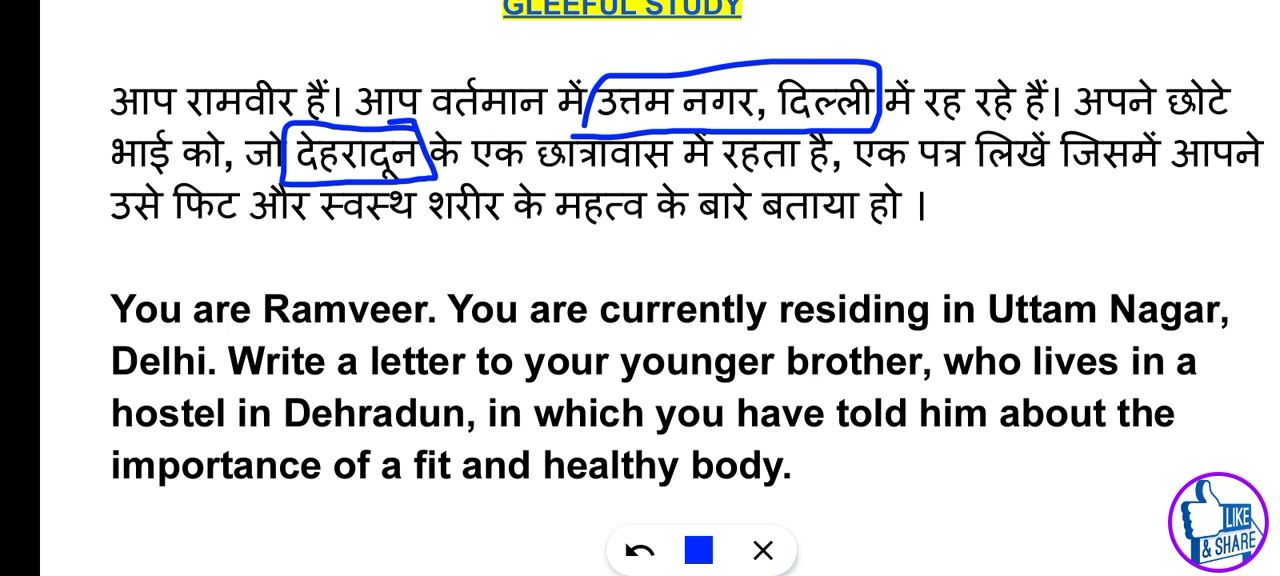 GLEEFUL STUDY
आप रामवीर हैं। आप वर्तमान में उत्तम नगर, दिल्ली में रह रहे हैं। अपने छोटे
भाई को, जो देहरादून के एक छात्रावास में रहता है, एक पत्र लिखें जिसमें आपने
उसे फिट और स्वस्थ शरीर के महत्व के बारे बताया हो ।
You are Ramveer. You are currently residing in Uttam Nagar,
Delhi. Write a letter to your younger brother, who lives in a
hostel in Dehradun, in which you have told him about the
importance of a fit and healthy body.
LIKE
& SHARE